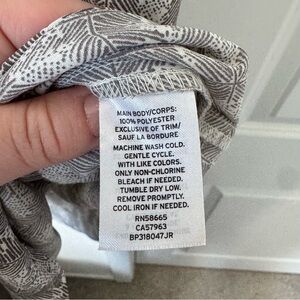 MAIN BODY/CORPS:
100% POLYESTER
EXCLUSIVE OF TRIM/
SAUF LA BORDURE
MACHINE WASH COLD.
GENTLE CYCLE.
WITH LIKE COLORS.
ONLY NON-CHLORINE
BLEACH IF NEEDED.
TUMBLE DRY LOW.
REMOVE PROMPTLY.
COOL IRON IF NEEDED.
RN58665
CA57963
BP318047JR